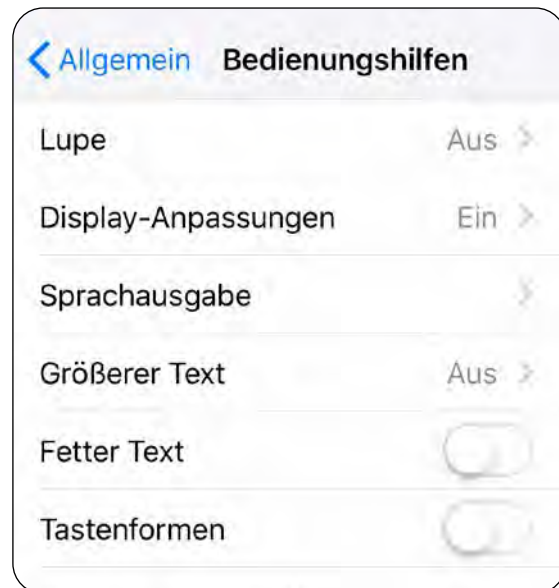 Allgemein Bedienungshilfen
Lupe Aus
Display-Anpassungen Ein
Sprachausgabe
Größerer Text Aus
Fetter Text
Tastenformen